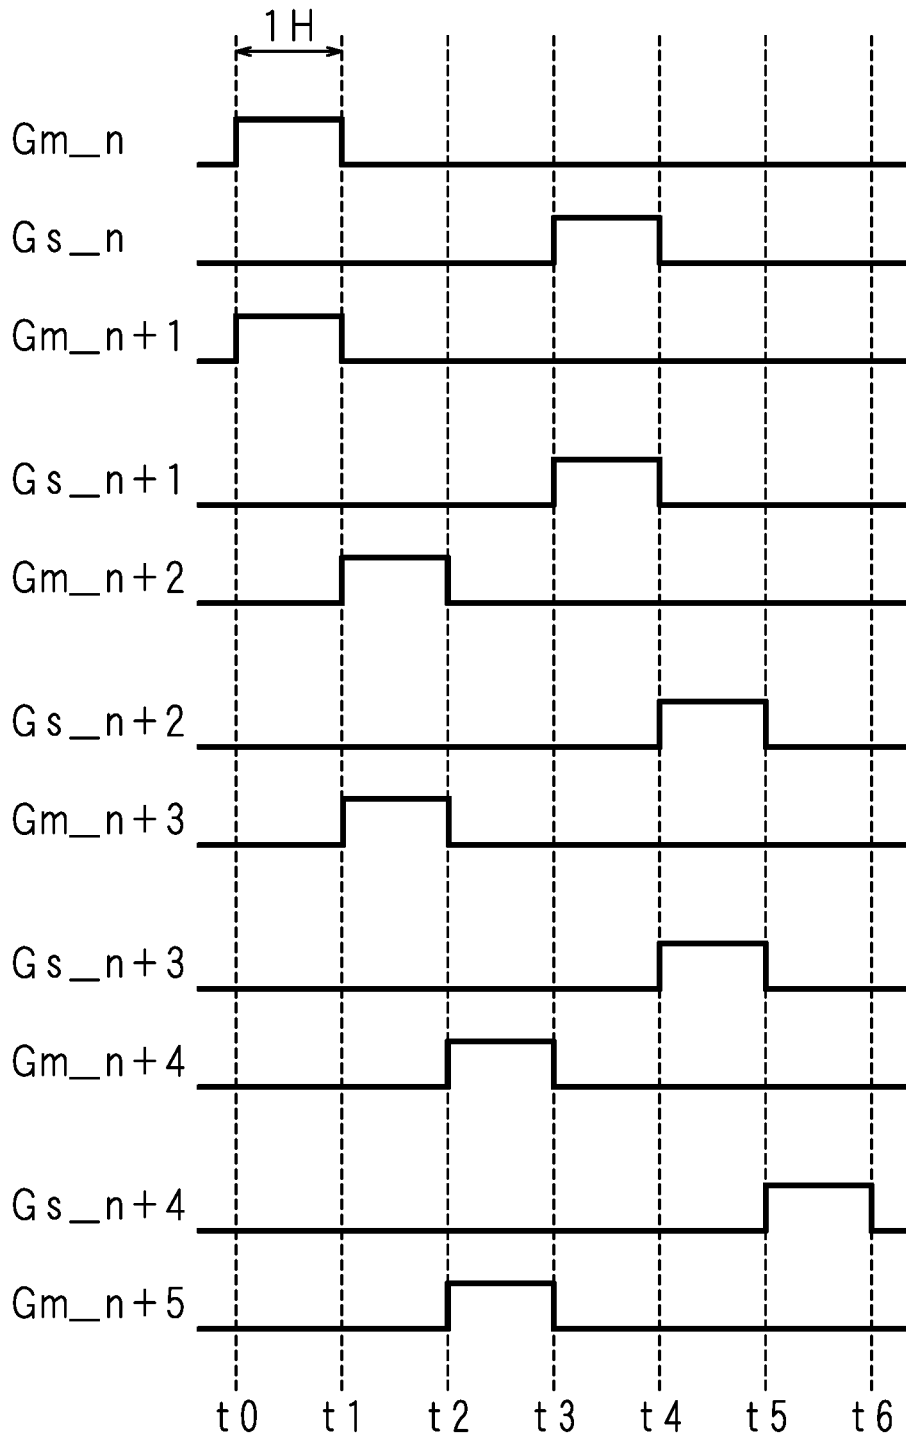 1H
Gm_n
Gs_n
Gm_n+1
Gs_n+1
Gm_n+2
Gs_n+2
Gm_n+3
Gs_n+3
Gm_n+4
Gs_n+4
Gm_n+5
t0 t1 t2 t3 t4 t5 t6